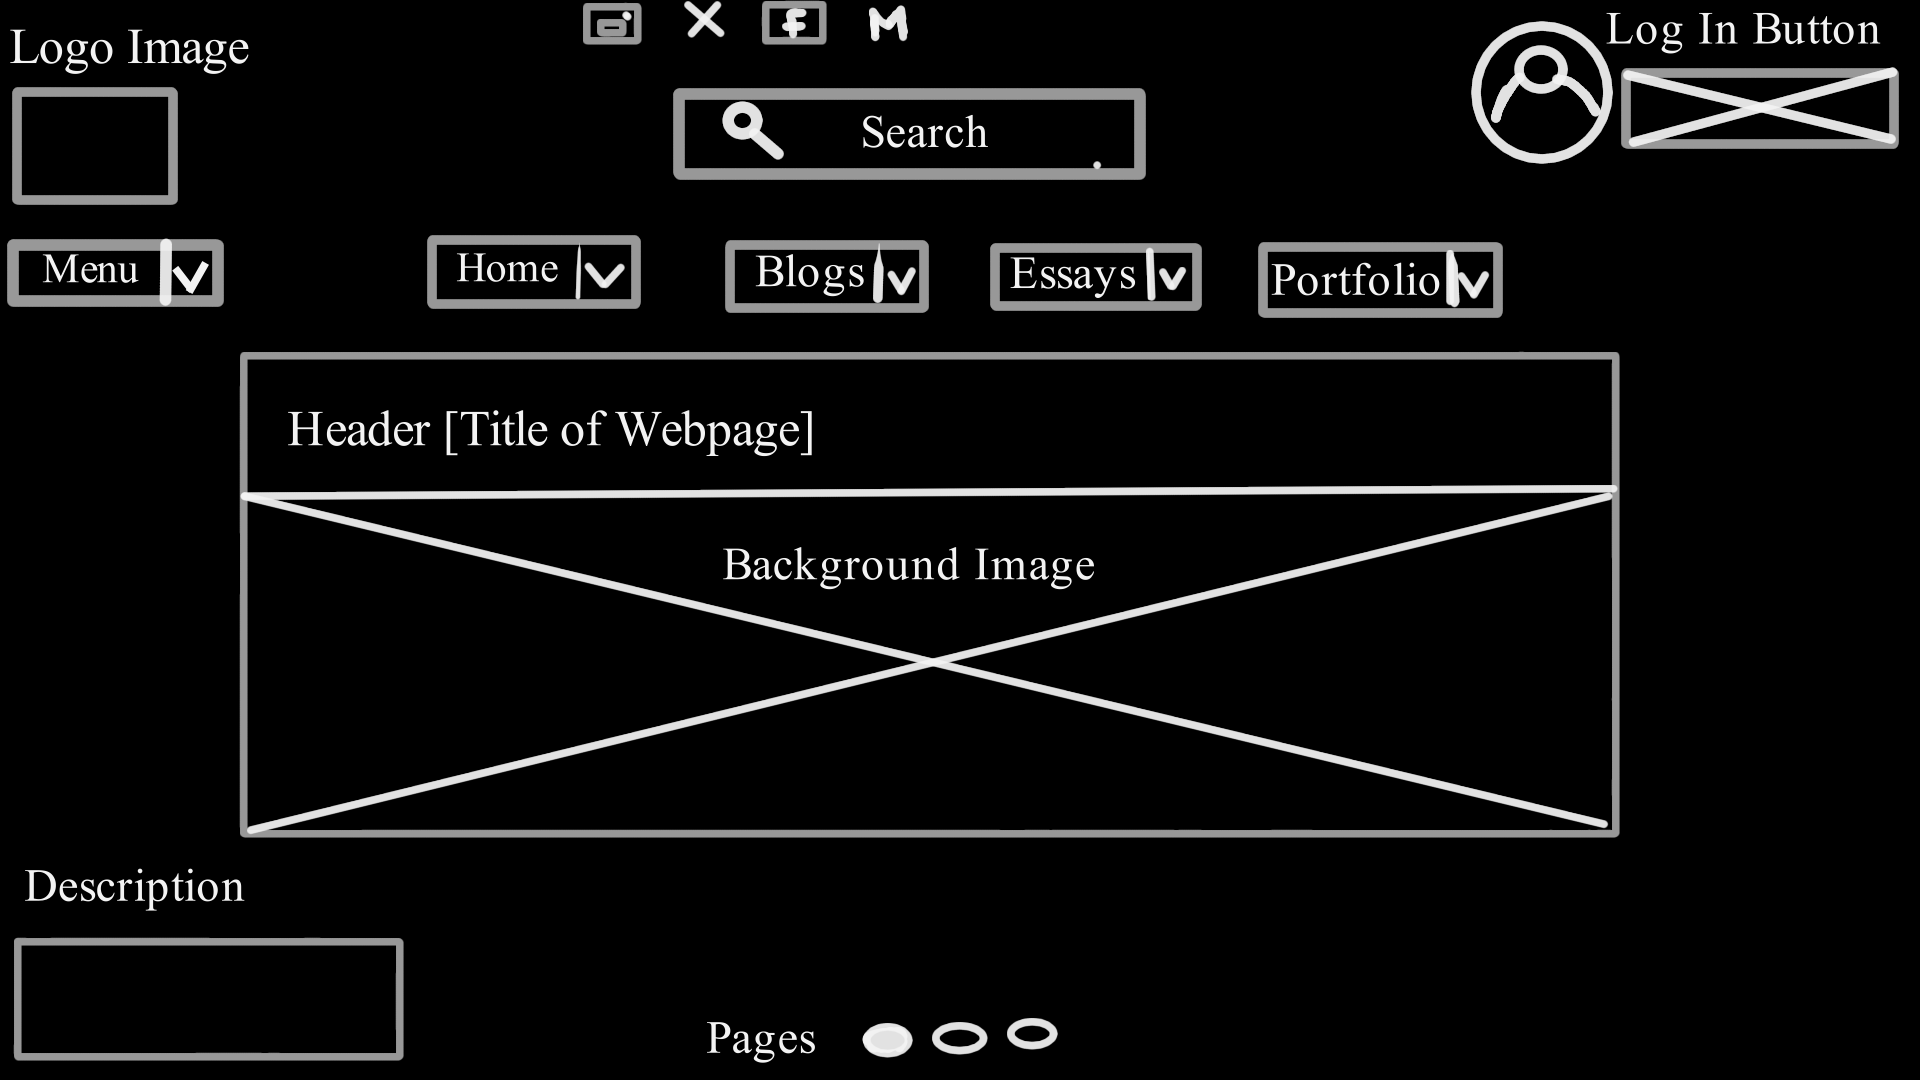 Logo Image
Log In Button
Search
Menu
Home
Blogs
Essays
Portfolio
Header [Title of Webpage]
Background Image
Description
Pages